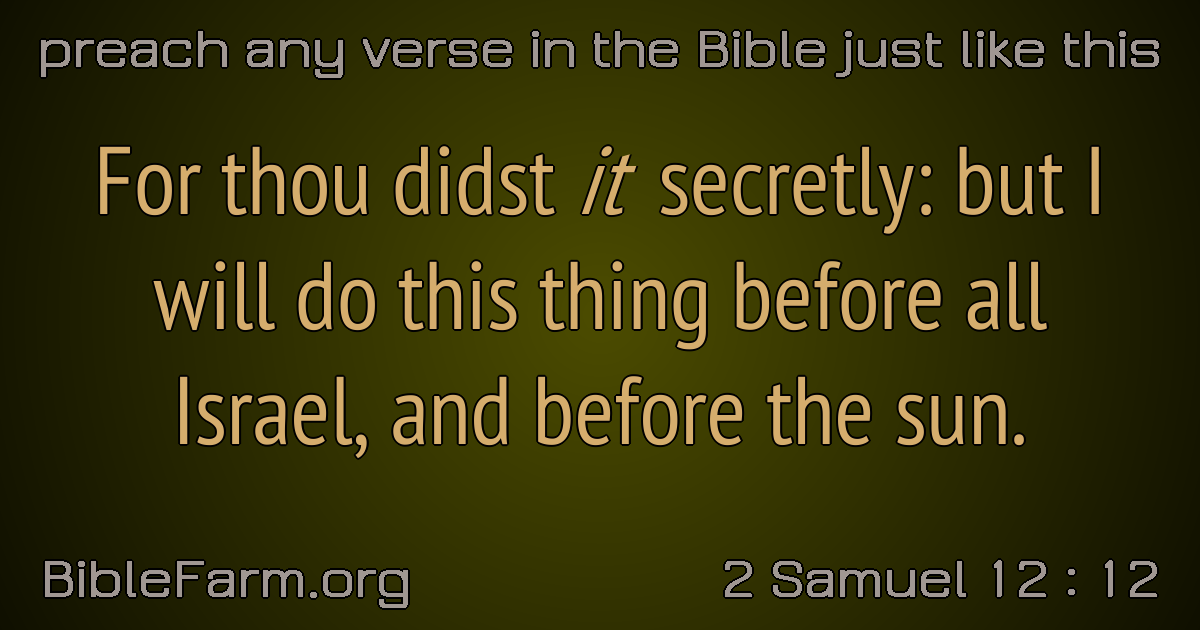 preach any verse in the Bible just like this
For thou didst it secretly: but I
will do this thing before all
Israel, and before the sun.
BibleFarm.org
2 Samuel 12 : 12